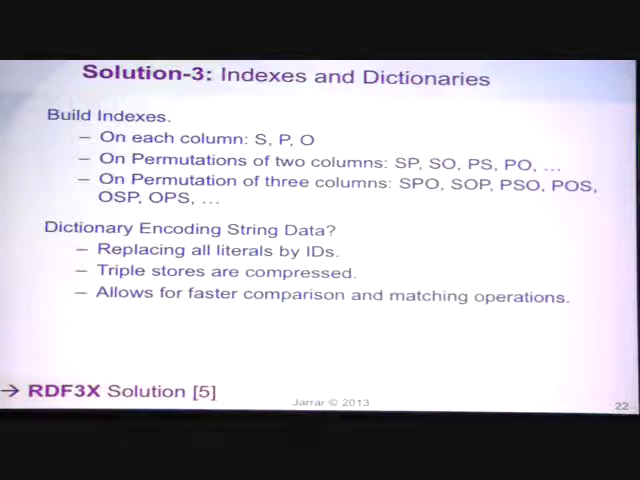 Solution-3: Indexes and Dictionaries
Build Indexes.
– On each column: S, P, O
– On Permutations of two columns: SP, SO, PS, PO, …
– On Permutation of three columns: SPO, SOP, PSO, POS,
OSP, OPS, …
Dictionary Encoding String Data?
– Replacing all literals by IDs.
– Triple stores are compressed.
– Allows for faster comparison and matching operations.
→ RDF3X Solution [5]
Jarrar © 2013
22